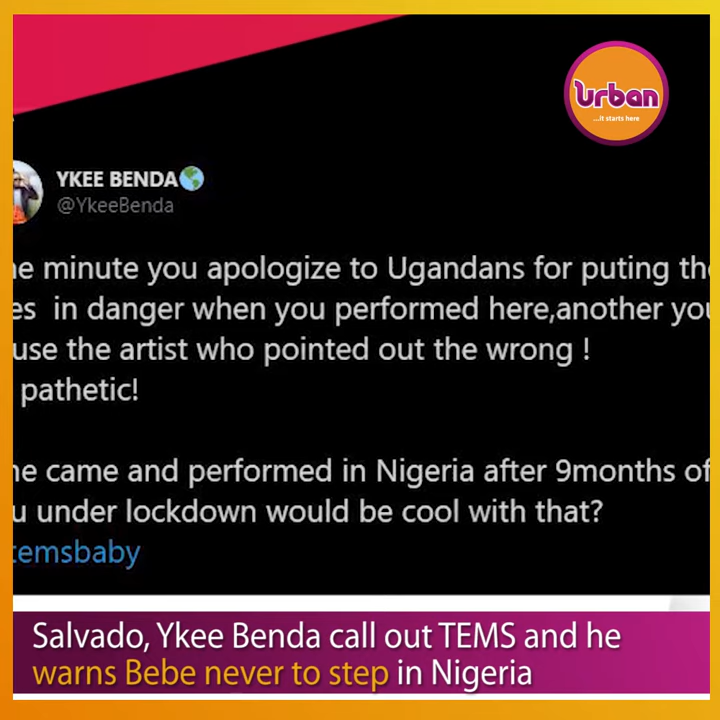 Urban
...it starts here
YKEE BENDA
@YkeeBenda
e minute you apologize to Ugandans for puting th
es in danger when you performed here,another yo
use the artist who pointed out the wrong !
pathetic!
e came and performed in Nigeria after 9months of
u under lockdown would be cool with that?
temsbaby
Salvado, Ykee Benda call out TEMS and he
warns Bebe never to step in Nigeria